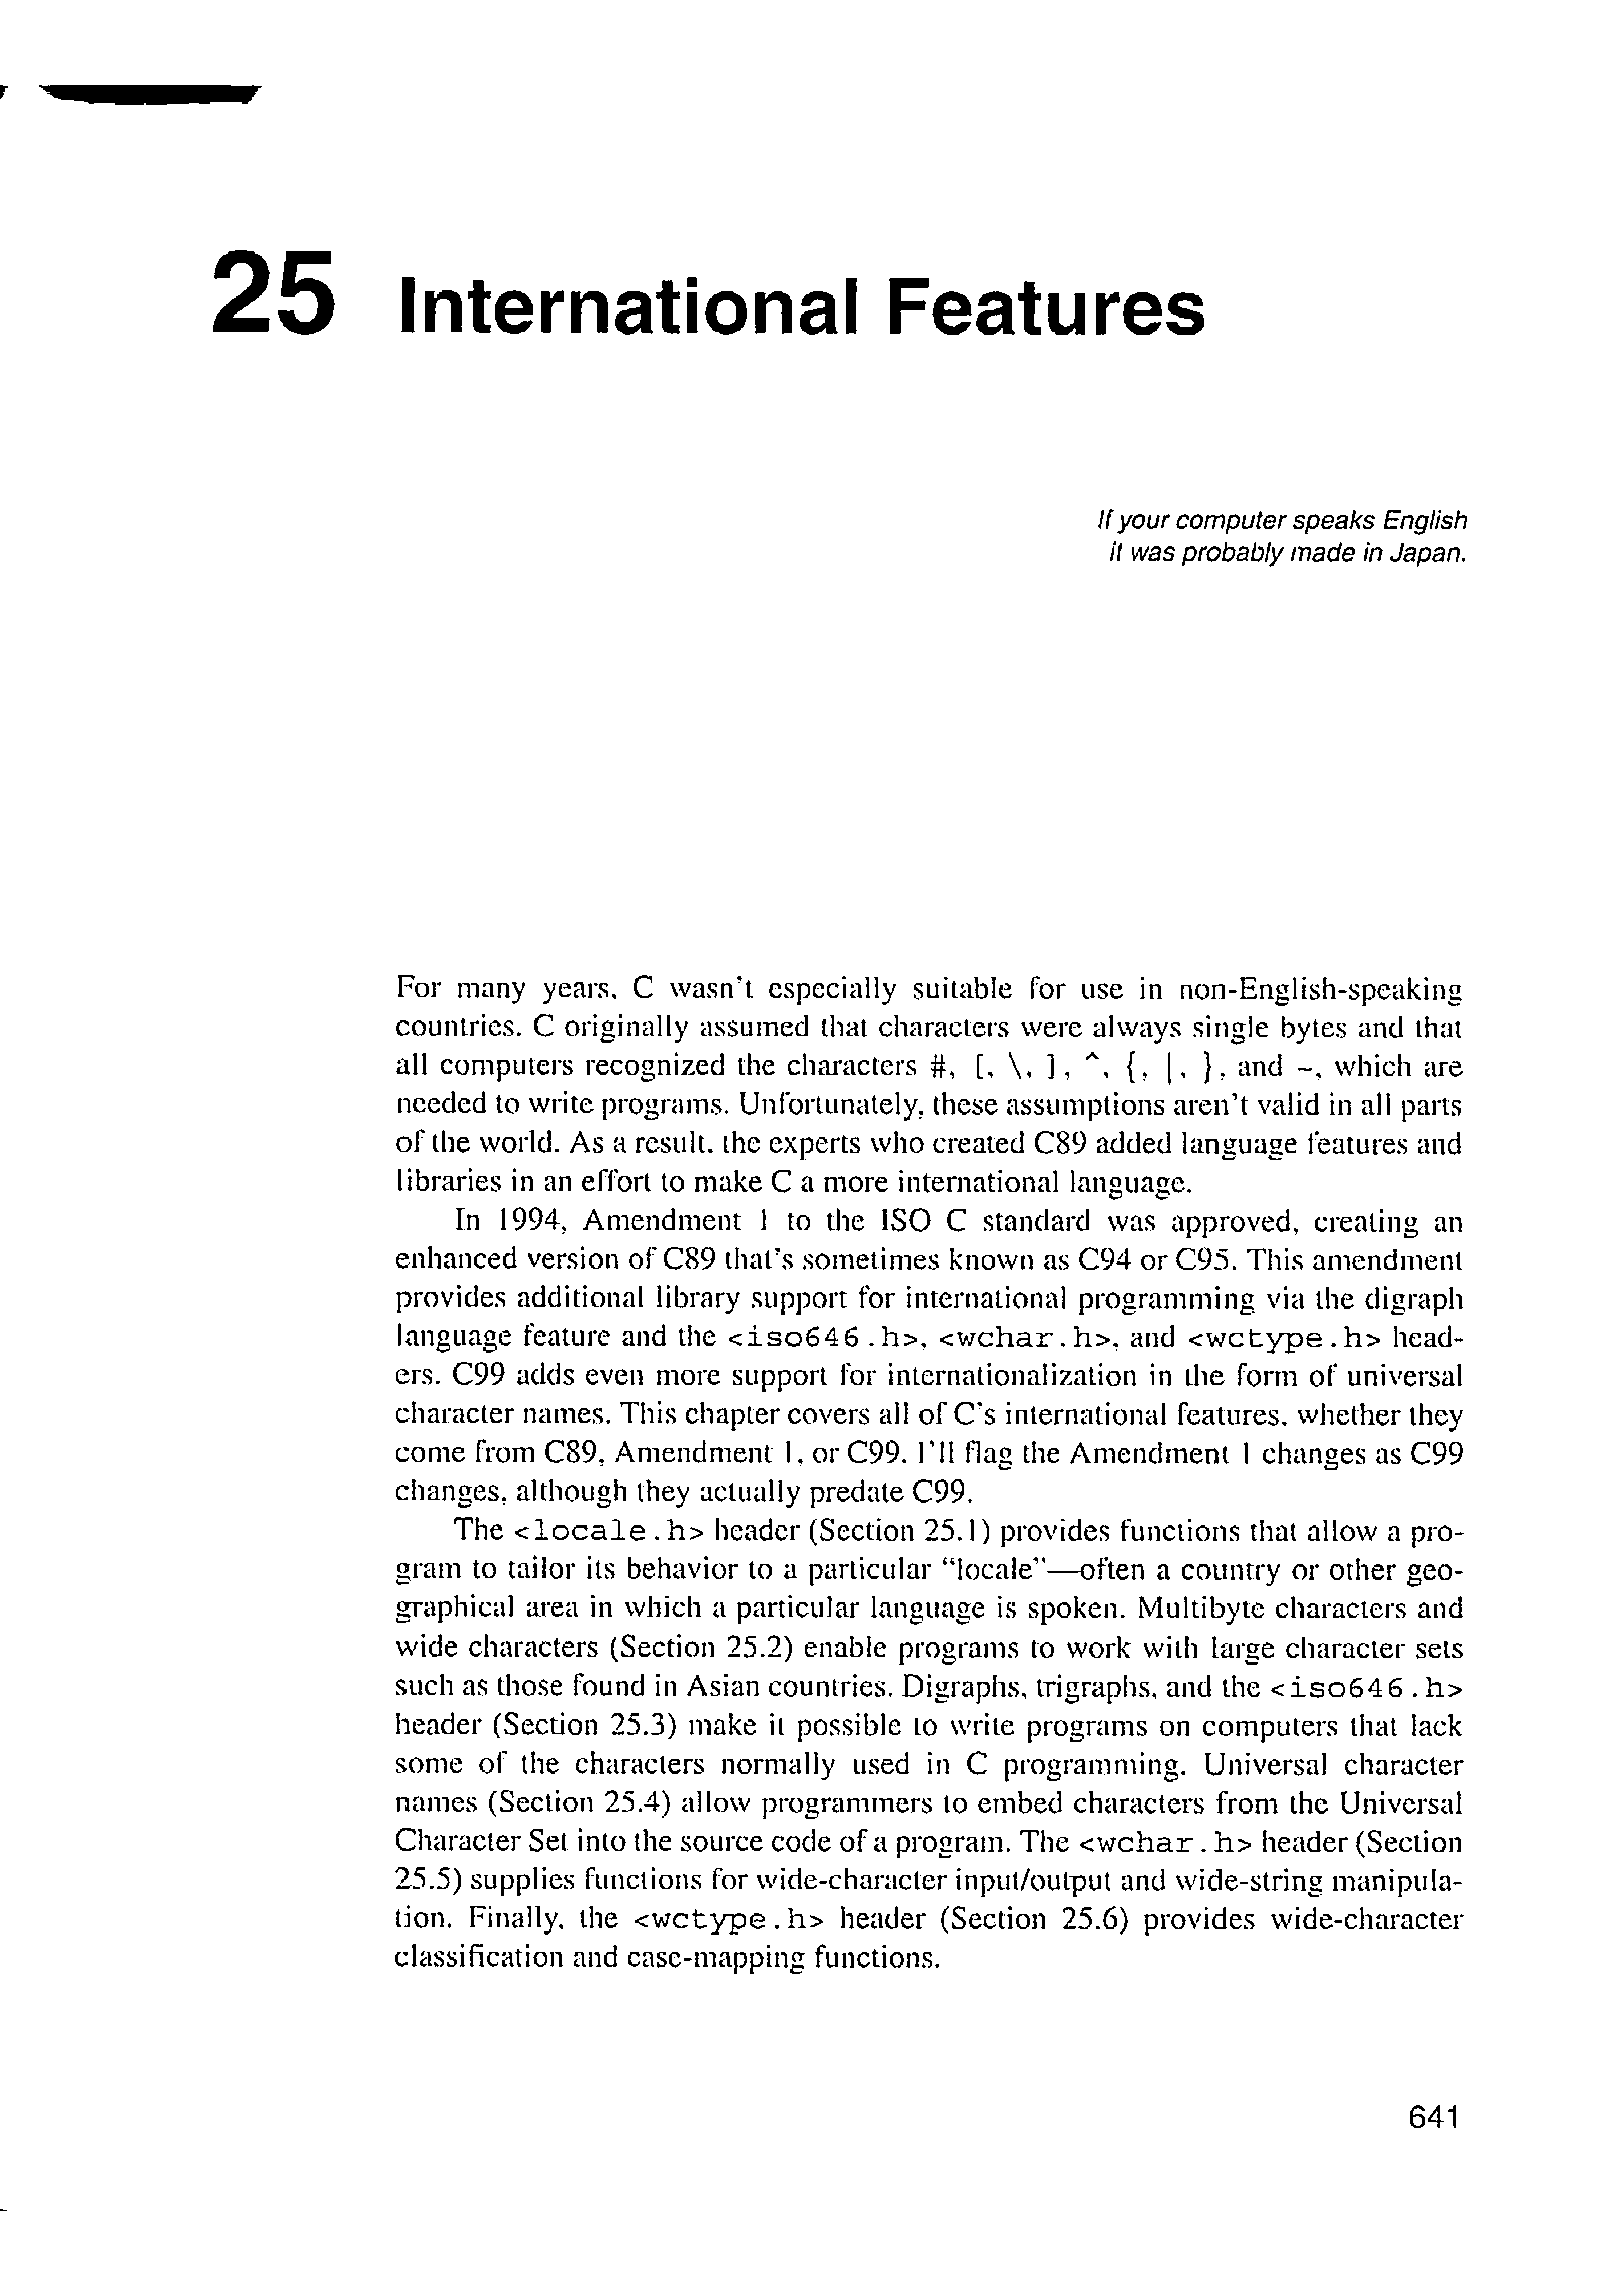 25 International Features
If your computer speaks English
it was probably made in Japan.
For many years, C wasn't especially suitable for use in non-English-speaking
countries. C originally assumed that characters were always single bytes and that
all computers recognized the characters #, [, \, ], ^, {, |, }, and ~, which are
needed to write programs. Unfortunately, these assumptions aren't valid in all parts
of the world. As a result, the experts who created C89 added language features and
libraries in an effort to make C a more international language.
In 1994, Amendment 1 to the ISO C standard was approved, creating an
enhanced version of C89 that's sometimes known as C94 or C95. This amendment
provides additional library support for international programming via the digraph
language feature and the <iso646.h>, <wchar.h>, and <wctype.h> head-
ers. C99 adds even more support for internationalization in the form of universal
character names. This chapter covers all of C's international features, whether they
come from C89, Amendment 1, or C99. I'll flag the Amendment 1 changes as C99
changes, although they actually predate C99.
The <locale.h> header (Section 25.1) provides functions that allow a pro-
gram to tailor its behavior to a particular "locale"—often a country or other geo-
graphical area in which a particular language is spoken. Multibyte characters and
wide characters (Section 25.2) enable programs to work with large character sets
such as those found in Asian countries. Digraphs, trigraphs, and the <iso646.h>
header (Section 25.3) make it possible to write programs on computers that lack
some of the characters normally used in C programming. Universal character
names (Section 25.4) allow programmers to embed characters from the Universal
Character Set into the source code of a program. The <wchar.h> header (Section
25.5) supplies functions for wide-character input/output and wide-string manipula-
tion. Finally, the <wctype.h> header (Section 25.6) provides wide-character
classification and case-mapping functions.
641